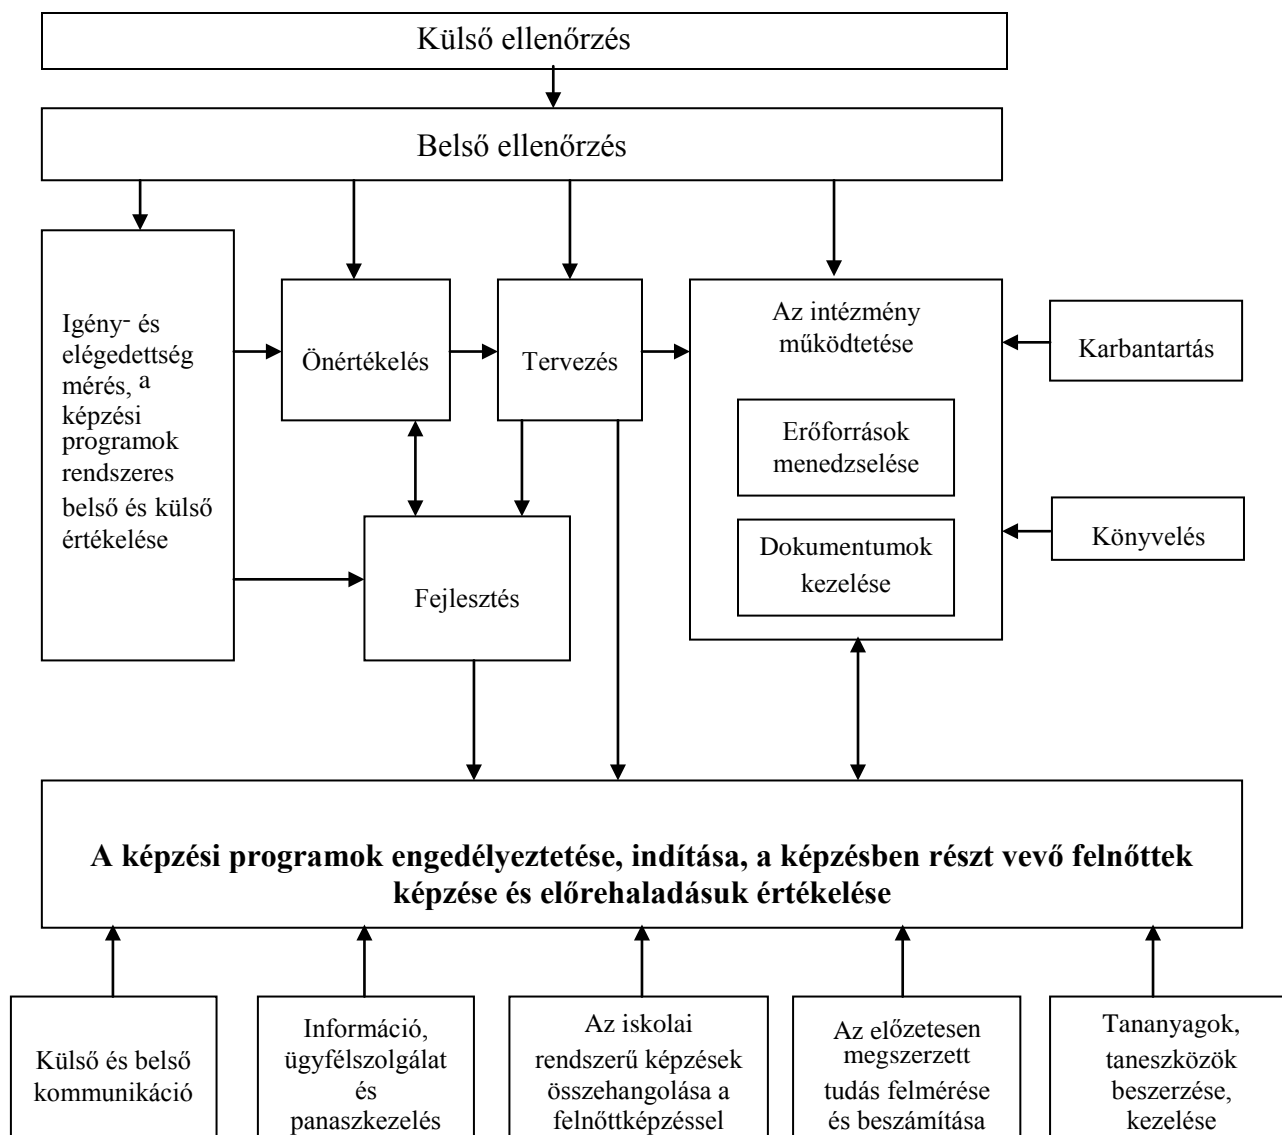 Külső ellenőrzés
Belső ellenőrzés
Igény- és
elégedettség
mérés, a
képzési
programok
rendszeres
belső és külső
értékelése
Önértékelés
Tervezés
Az intézmény
működtetése
Erőforrások
menedzselése
Dokumentumok
kezelése
Karbantartás
Könyvelés
Fejlesztés
A képzési programok engedélyeztetése, indítása, a képzésben részt vevő felnőttek
képzése és előrehaladásuk értékelése
Külső és belső
kommunikáció
Információ,
ügyfélszolgálat
és
panaszkezelés
Az iskolai
rendszerű képzések
összehangolása a
felnőttképzéssel
Az előzetesen
megszerzett
tudás felmérése
és beszámítása
Tananyagok,
taneszközök
beszerzése,
kezelése